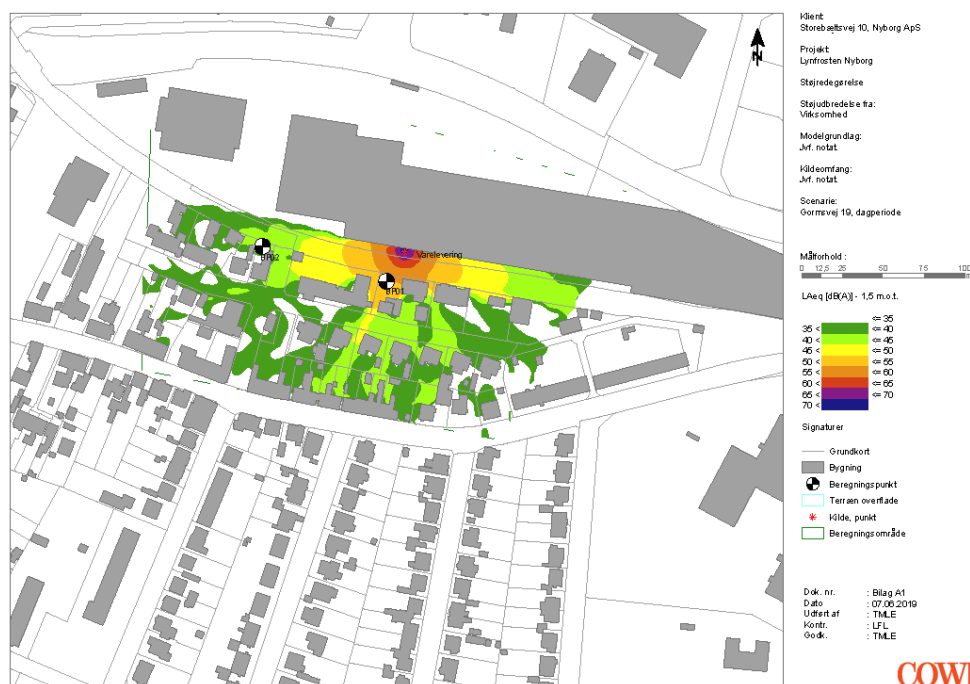 Klient:
Storebæltsvej 10, Nyborg ApS
Projekt:
Lynfrosten Nyborg
Støjredegørelse
Støjudbredelse fra:
Virksomhed
Modelgrundlag:
Jvf. notat
Kildeomfang:
Jvf. notat
Scenarie:
Gormsvej 19, dagperiode
N
Målforhold :
0 12,5 25 50 75 100
LAeq [dB(A)] - 1,5 m.o.t.
<= 35
35 < <= 40
40 < <= 45
45 < <= 50
50 < <= 55
55 < <= 60
60 < <= 65
65 < <= 70
70 <
Signaturer
Grundkort
Bygning
Beregningspunkt
Terræn overflade
Kilde, punkt
Beregningsområde
Varelevering
BP02
BP01
Dok. nr. : Bilag A1
Dato : 07.06.2019
Udført af : TMLE
Kontr. : LFL
Godk. : TMLE
COWI